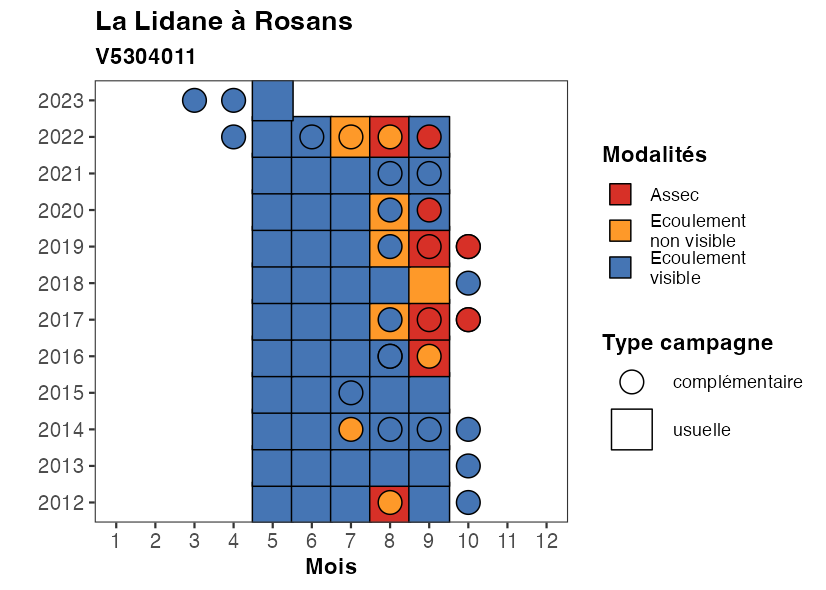 La Lidane à Rosans
V5304011
2023
2022
2021
2020
2019
2018
2017
2016
2015
2014
2013
2012
1 2 3 4 5 6 7 8 9 10 11 12
Mois
Modalités
Assec
Ecoulement
non visible
Ecoulement
visible
Type campagne
complémentaire
usuelle